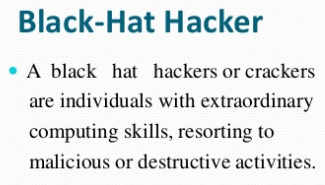 Black-Hat Hacker
• A black hat hackers or crackers
are individuals with extraordinary
computing skills, resorting to
malicious or destructive activities.